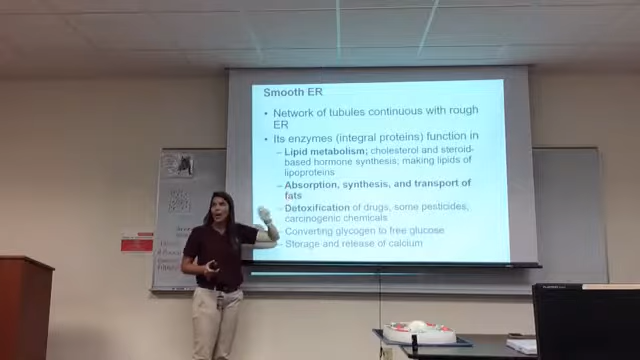 Smooth ER
• Network of tubules continuous with rough
ER
• Its enzymes (integral proteins) function in
– Lipid metabolism; cholesterol and steroid-
based hormone synthesis; making lipids of
lipoproteins
– Absorption, synthesis, and transport of
fats
– Detoxification of drugs, some pesticides,
carcinogenic chemicals
– Converting glycogen to free glucose
– Storage and release of calcium